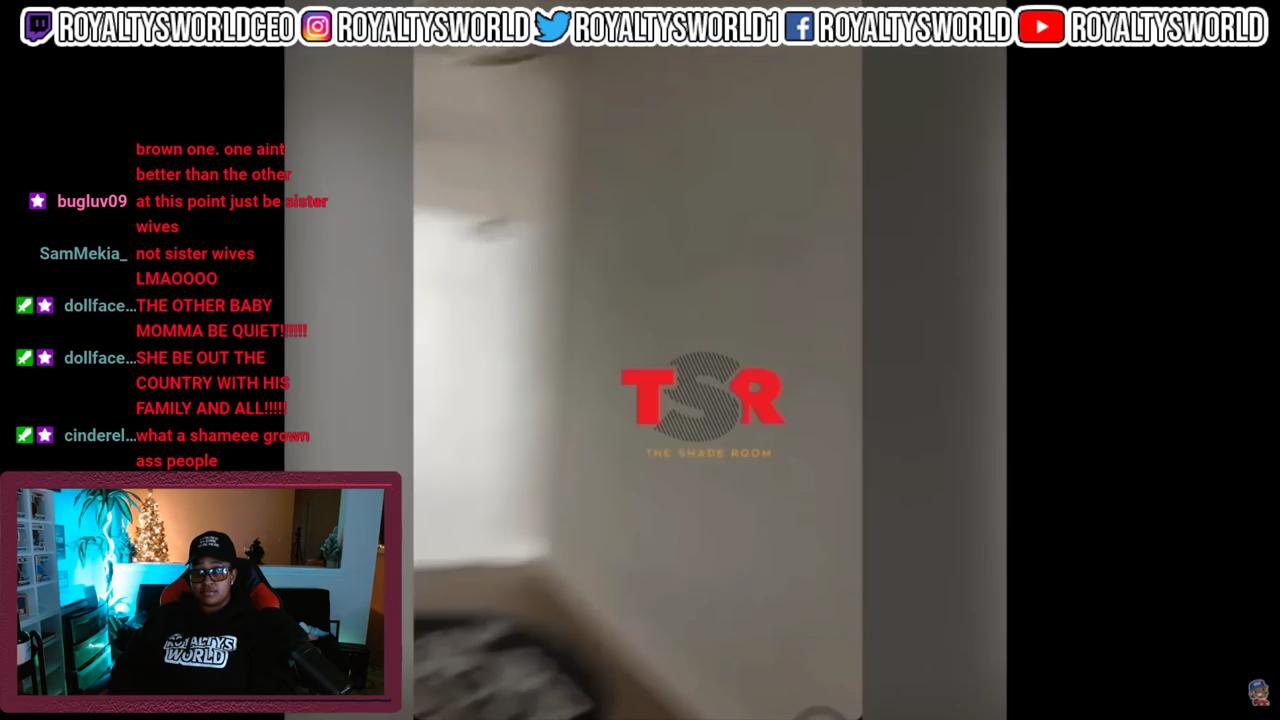 ROYALTYSWORLDCEO ROYALTYSWORLD ROYALTYSWORLD1 ROYALTYSWORLD ROYALTYSWORLD
brown one. one aint
better than the other
bugluv09 at this point just be sister
wives
SamMekia_ not sister wives
LMAOOOO
dollface… THE OTHER BABY
MOMMA BE QUIET!!!!!!
dollface… SHE BE OUT THE
COUNTRY WITH HIS
FAMILY AND ALL!!!!!
cinderel… what a shameee grown
ass people
TSR
THE SHADE ROOM
ROYALTYS
WORLD